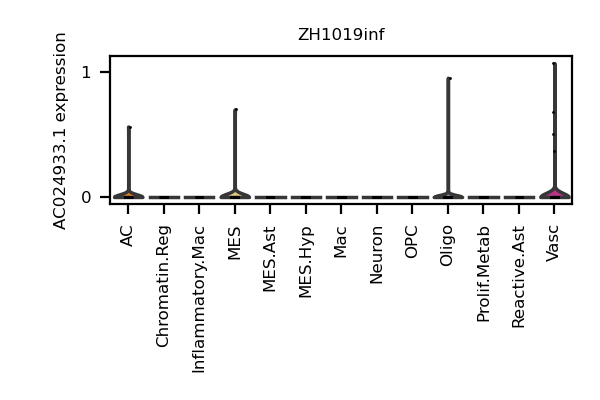 ZH1019inf
AC024933.1 expression
1
0
AC
Chromatin.Reg
Inflammatory.Mac
MES
MES.Ast
MES.Hyp
Mac
Neuron
OPC
Oligo
Prolif.Metab
Reactive.Ast
Vasc